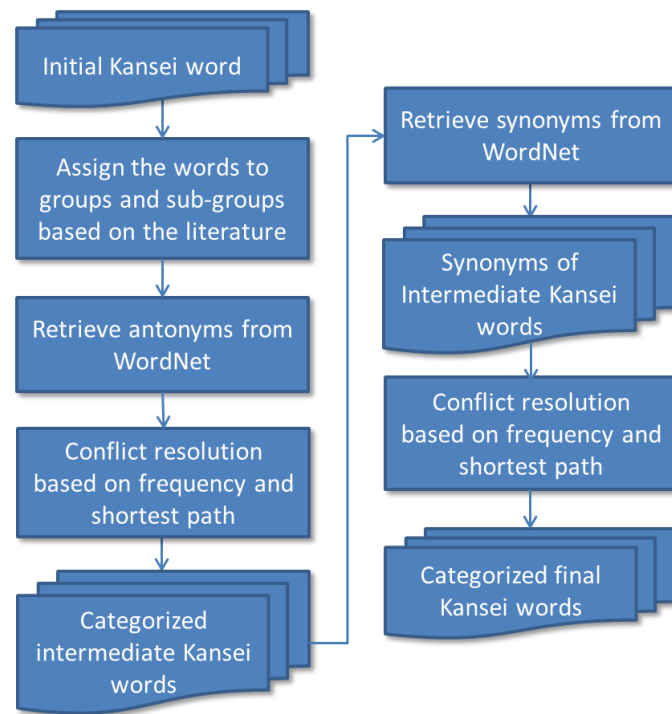 Initial Kansei word
Assign the words to
groups and sub-groups
based on the literature
Retrieve antonyms from
WordNet
Conflict resolution
based on frequency and
shortest path
Categorized
intermediate Kansei
words
Retrieve synonyms from
WordNet
Synonyms of
Intermediate Kansei
words
Conflict resolution
based on frequency and
shortest path
Categorized final
Kansei words